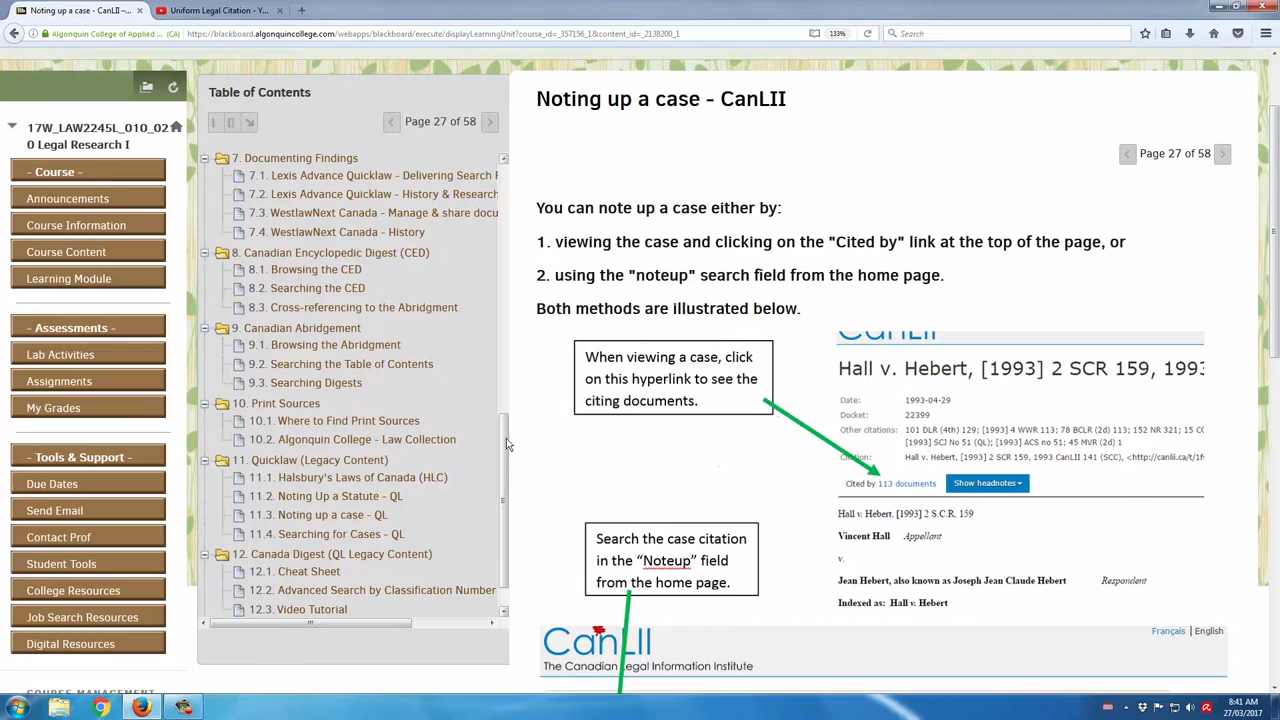 Noting up a case - CanLII –...
Uniform Legal Citation - Y...
Algonquin College of Applied ... (CA)
https://blackboard.algonquincollege.com/webapps/blackboard/execute/displayLearningUnit?course_id=_357156_1&content_id=_2138200_1
133%
Search
17W_LAW2245L_010_02
0 Legal Research I
- Course -
Announcements
Course Information
Course Content
Learning Module
- Assessments -
Lab Activities
Assignments
My Grades
- Tools & Support -
Due Dates
Send Email
Contact Prof
Student Tools
College Resources
Job Search Resources
Digital Resources
COURSE MANAGEMENT
Table of Contents
Page 27 of 58
7. Documenting Findings
7.1. Lexis Advance Quicklaw - Delivering Search
7.2. Lexis Advance Quicklaw - History & Research
7.3. WestlawNext Canada - Manage & share docu
7.4. WestlawNext Canada - History
8. Canadian Encyclopedic Digest (CED)
8.1. Browsing the CED
8.2. Searching the CED
8.3. Cross-referencing to the Abridgment
9. Canadian Abridgement
9.1. Browsing the Abridgment
9.2. Searching the Table of Contents
9.3. Searching Digests
10. Print Sources
10.1. Where to Find Print Sources
10.2. Algonquin College - Law Collection
11. Quicklaw (Legacy Content)
11.1. Halsbury's Laws of Canada (HLC)
11.2. Noting Up a Statute - QL
11.3. Noting up a case - QL
11.4. Searching for Cases - QL
12. Canada Digest (QL Legacy Content)
12.1. Cheat Sheet
12.2. Advanced Search by Classification Number
12.3. Video Tutorial
Noting up a case - CanLII
Page 27 of 58
You can note up a case either by:
1. viewing the case and clicking on the "Cited by" link at the top of the page, or
2. using the "noteup" search field from the home page.
Both methods are illustrated below.
When viewing a case, click
on this hyperlink to see the
citing documents.
CanLII
Hall v. Hebert, [1993] 2 SCR 159, 1993
Date: 1993-04-29
Docket: 22399
Other citations: 101 DLR (4th) 129; [1993] 4 WWR 113; 78 BCLR (2d) 113; 152 NR 321; 15 CC
[1993] SCJ No 51 (QL); [1993] ACS no 51; 45 MVR (2d) 1
Citation: Hall v. Hebert, [1993] 2 SCR 159, 1993 CanLII 141 (SCC), <http://canlii.ca/t/1f
Cited by 113 documents
Show headnotes
Hall v. Hebert, [1993] 2 S.C.R. 159
Vincent Hall Appellant
v.
Jean Hebert, also known as Joseph Jean Claude Hebert Respondent
Indexed as: Hall v. Hebert
Search the case citation
in the “Noteup” field
from the home page.
Français English
CanLII
The Canadian Legal Information Institute
8:41 AM
27/03/2017